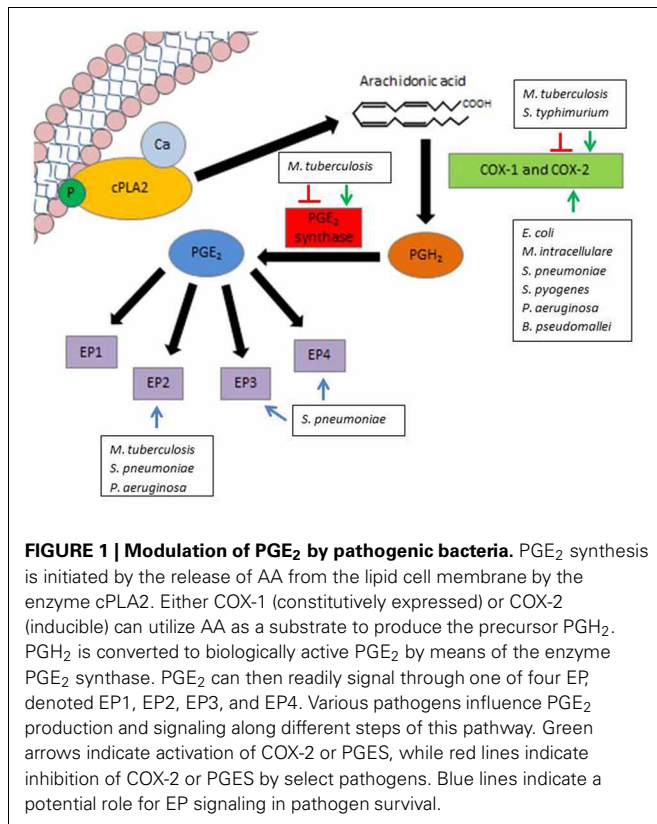 Arachidonic acid
COOH
M. tuberculosis
S. typhimurium
Ca
cPLA2
P
M. tuberculosis
COX-1 and COX-2
PGE₂
synthase
PGE₂
PGH₂
E. coli
M. intracellulare
S. pneumoniae
S. pyogenes
P. aeruginosa
B. pseudomallei
EP1
EP2
EP3
EP4
S. pneumoniae
M. tuberculosis
S. pneumoniae
P. aeruginosa
FIGURE 1 | Modulation of PGE₂ by pathogenic bacteria. PGE₂ synthesis
is initiated by the release of AA from the lipid cell membrane by the
enzyme cPLA2. Either COX-1 (constitutively expressed) or COX-2
(inducible) can utilize AA as a substrate to produce the precursor PGH₂.
PGH₂ is converted to biologically active PGE₂ by means of the enzyme
PGE₂ synthase. PGE₂ can then readily signal through one of four EP,
denoted EP1, EP2, EP3, and EP4. Various pathogens influence PGE₂
production and signaling along different steps of this pathway. Green
arrows indicate activation of COX-2 or PGES, while red lines indicate
inhibition of COX-2 or PGES by select pathogens. Blue lines indicate a
potential role for EP signaling in pathogen survival.